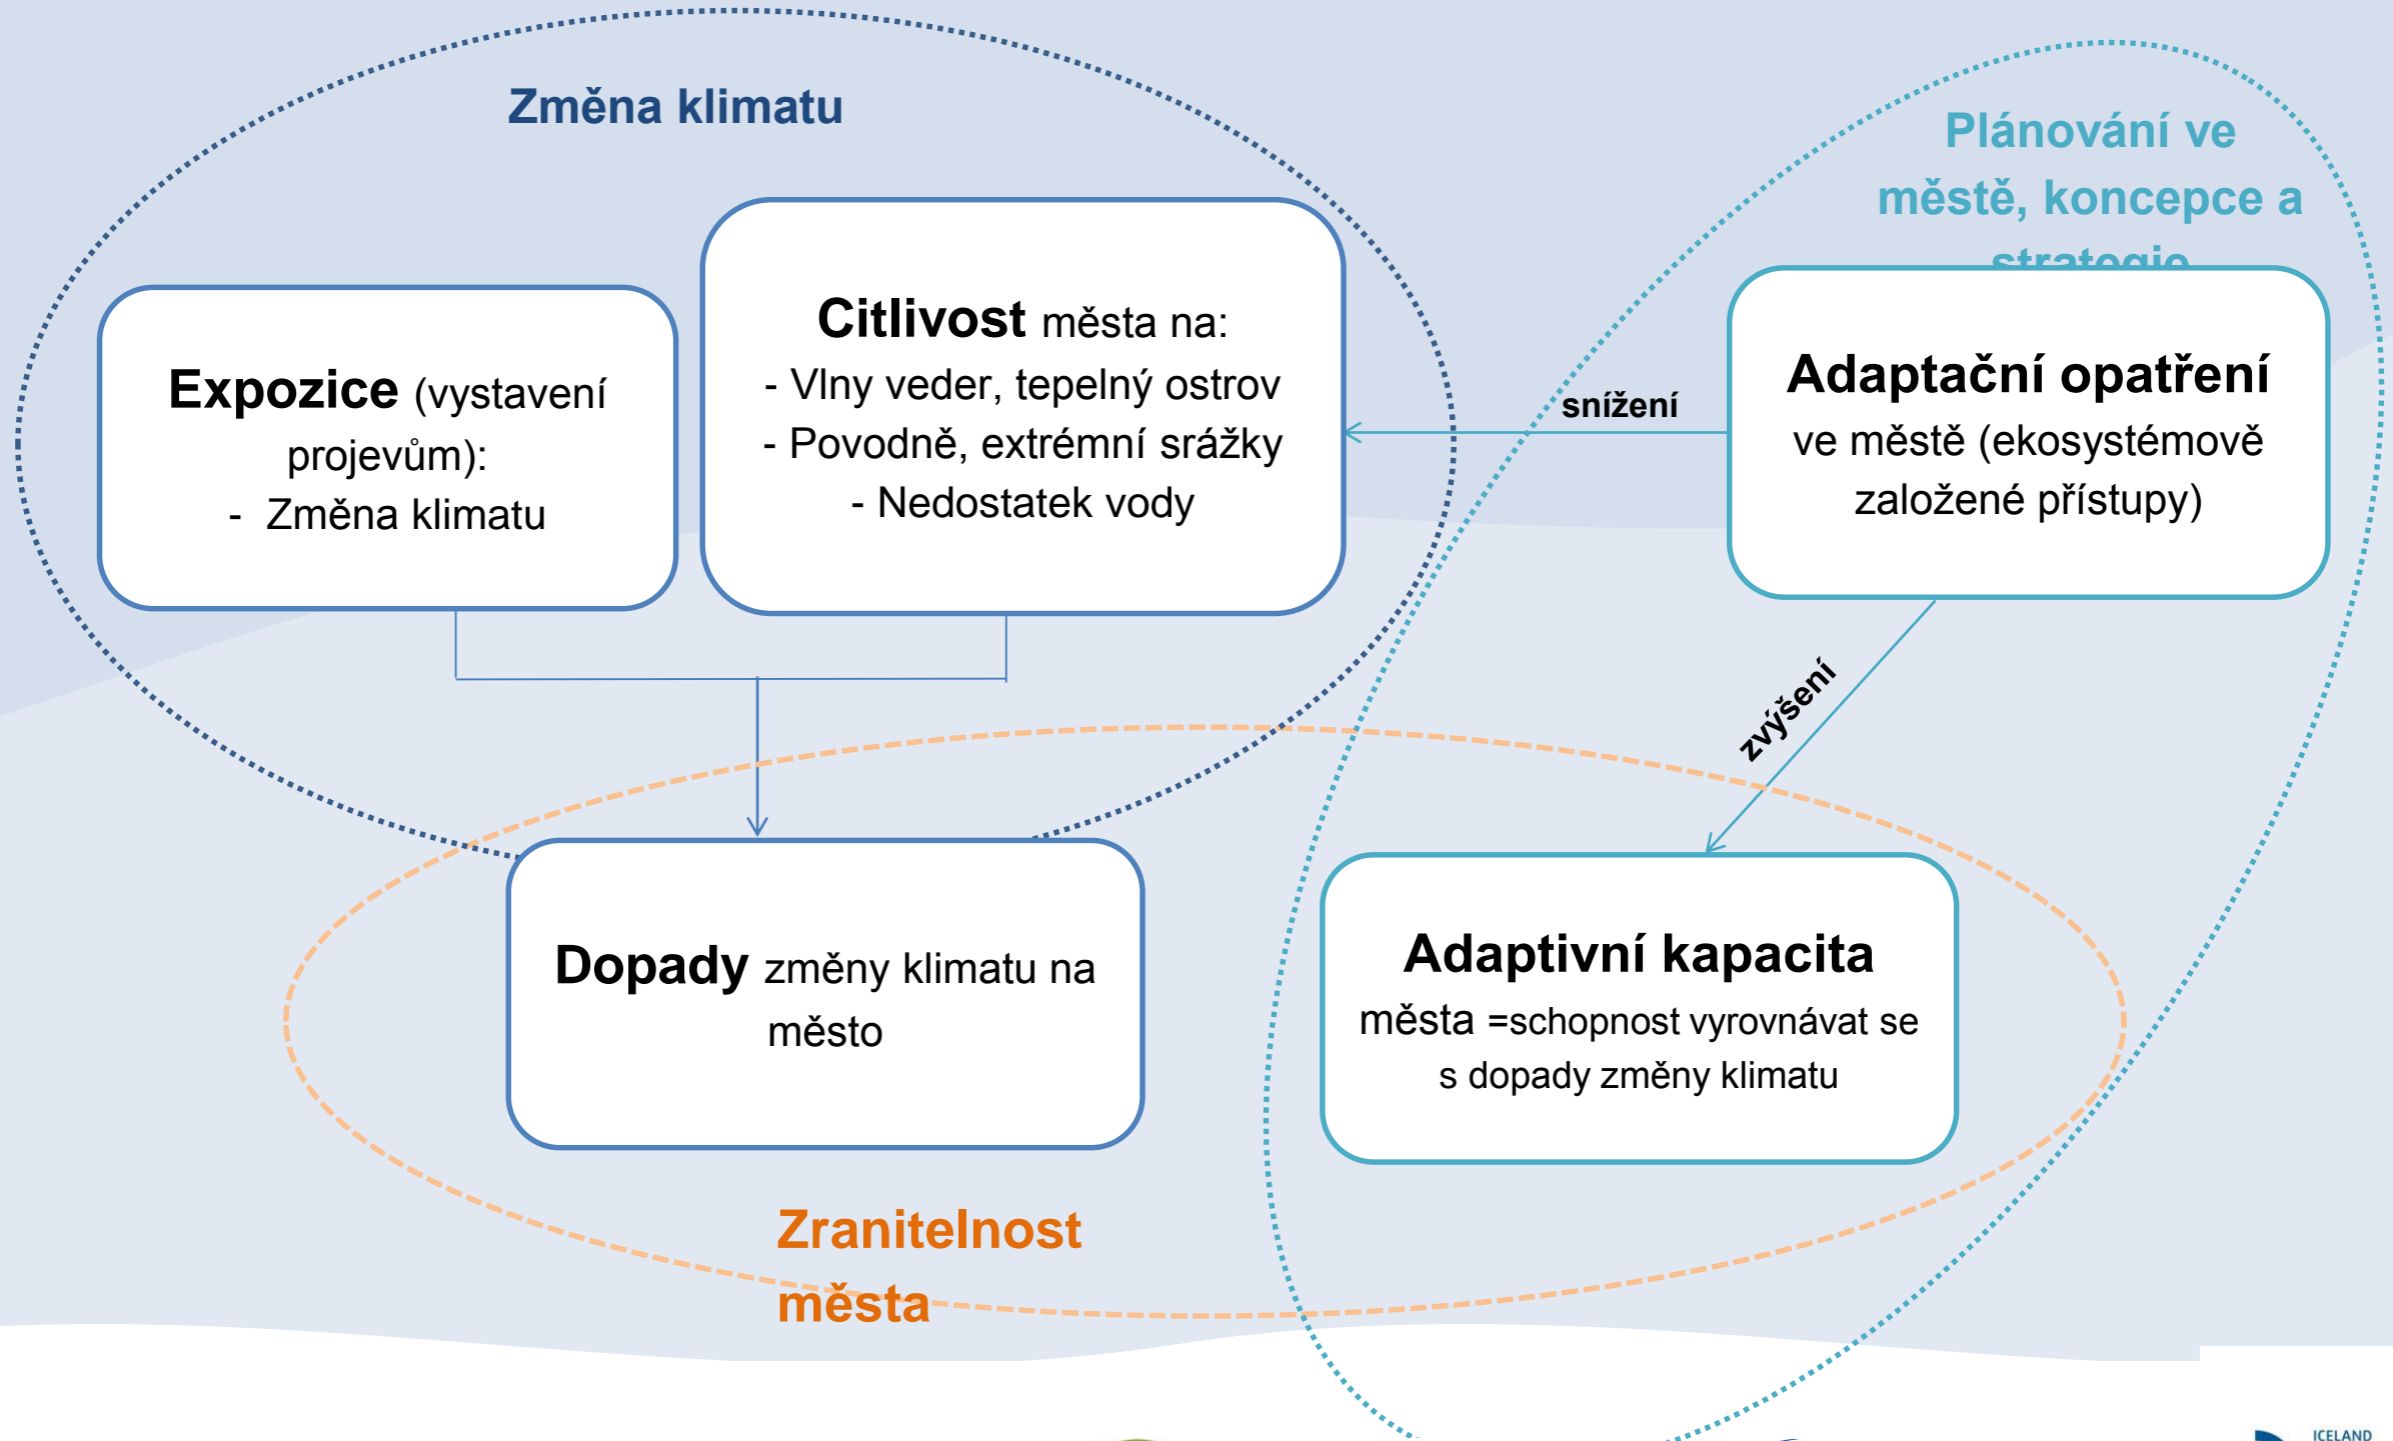 Změna klimatu
Plánování ve
městě, koncepce a
strategie
Expozice (vystavení
projevům):
- Změna klimatu
Citlivost města na:
- Vlny veder, tepelný ostrov
- Povodně, extrémní srážky
- Nedostatek vody
snížení
Adaptační opatření
ve městě (ekosystémově
založené přístupy)
zvýšení
Dopady změny klimatu na
město
Adaptivní kapacita
města =schopnost vyrovnávat se
s dopady změny klimatu
Zranitelnost
města
ICELAND